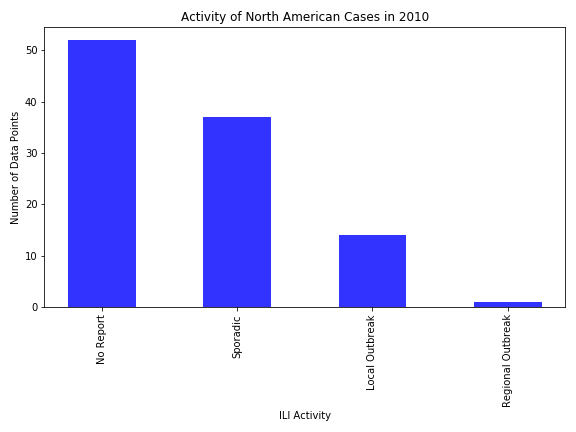 Activity of North American Cases in 2010
Number of Data Points
50
40
30
20
10
0
No Report
Sporadic
Local Outbreak
Regional Outbreak
ILI Activity